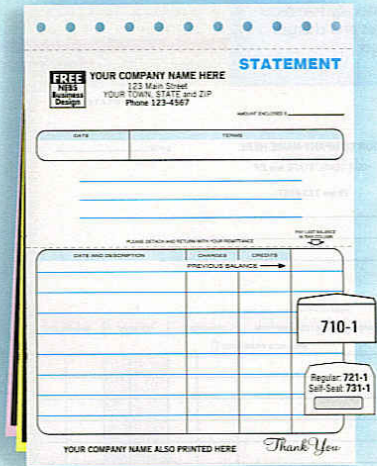 STATEMENT
FREE
NEBS
Business
Design
YOUR COMPANY NAME HERE
123 Main Street
YOUR TOWN, STATE and ZIP
Phone 123-4567
AMOUNT ENCLOSED $
DATE TERMS
PLEASE DETACH AND RETURN WITH YOUR REMITTANCE
PAY LAST BALANCE
IN THIS COLUMN
DATE AND DESCRIPTION CHARGES CREDITS
PREVIOUS BALANCE
710-1
Regular: 721-1
Self-Seal: 731-1
YOUR COMPANY NAME ALSO PRINTED HERE Thank You